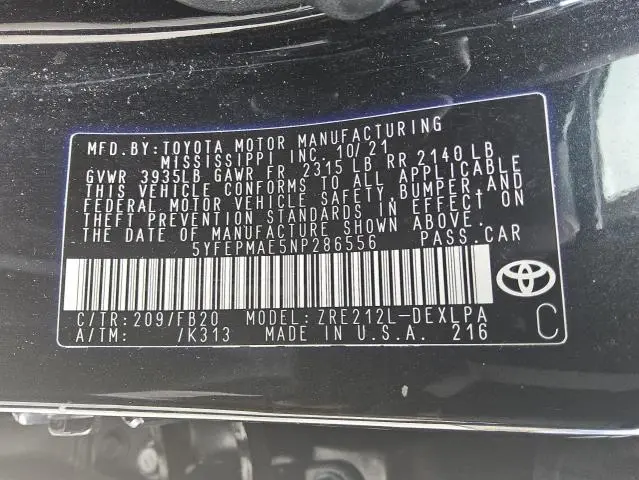 MFD.BY:TOYOTA MOTOR MANUFACTURING
MISSISSIPPI INC. 10/21
GVWR 3935LB GAWR FR 2315 LB RR 2140 LB
THIS VEHICLE CONFORMS TO ALL APPLICABLE
FEDERAL MOTOR VEHICLE SAFETY, BUMPER, AND
THEFT PREVENTION STANDARDS IN EFFECT ON
THE DATE OF MANUFACTURE SHOWN ABOVE.
5YFEPMAE5NP286556 PASS.CAR
C/TR:209/FB20 MODEL:ZRE212L-DEXLPA C
A/TM: /K313 MADE IN U.S.A. 216